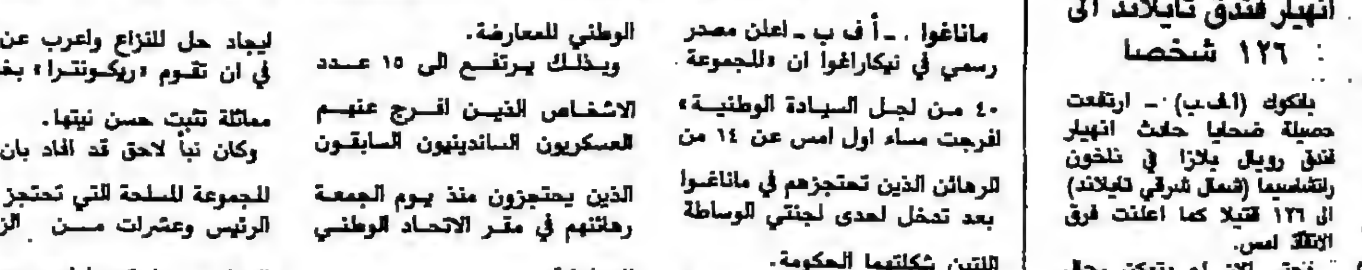 انهيار فندق تايلاند الى
١٢٦ شخصا
بانكوك (أ.ف.ب) - ارتفعت
حصيلة ضحايا حادث انهيار
فندق رويال بلازا في ناخون
راتشاسيما (شمال شرقي تايلاند)
الى ١٢٦ قتيلا كما اعلنت فرق
الإنقاذ امس.
ماناغوا . ـ أ ف ب ـ اعلن مصدر
رسمي في نيكاراغوا ان «المجموعة
٤٠ من اجل السيادة الوطنية»
افرجت مساء اول امس عن ١٤ من
الرهائن الذين تحتجزهم في ماناغوا
بعد تدخل احدى لجنتي الوساطة
اللتين شكلتهما الحكومة.
الوطني للمعارضة.
وبذلك يرتفع الى ١٥ عدد
الاشخاص الذين افرج عنهم
العسكريون الساندينيون السابقون
الذين يحتجزون منذ يوم الجمعة
رهائنهم في مقر الاتحاد الوطني
ليجاد حل للنزاع واعرب عن
في ان تقوم «ريكونترا»
مماثلة تثبت حسن نيتها.
وكان نبأ لاحق قد افاد بان
المجموعة المسلحة التي تحتجز
الرئيس وعشرات من